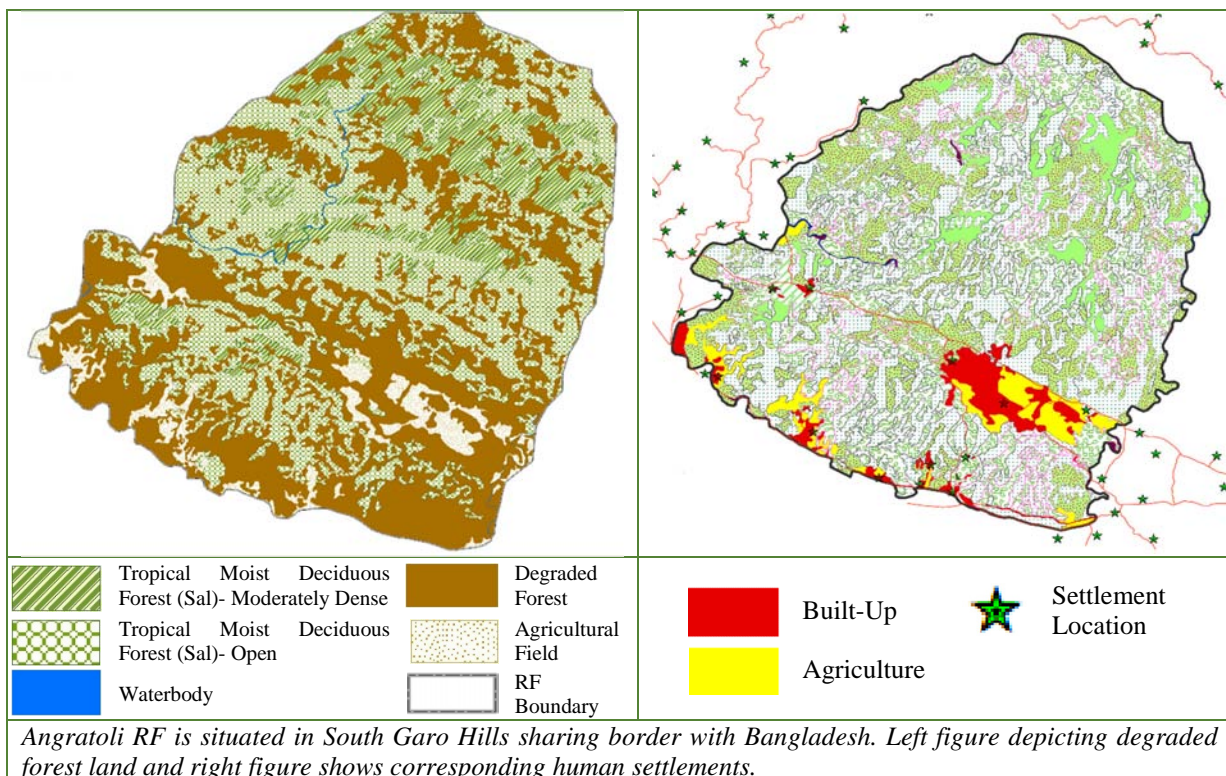 Tropical Moist Deciduous
Forest (Sal)- Moderately Dense
Degraded
Forest
Tropical Moist Deciduous
Forest (Sal)- Open
Agricultural
Field
Waterbody
RF
Boundary
Built-Up
Settlement
Location
Agriculture
Angratoli RF is situated in South Garo Hills sharing border with Bangladesh. Left figure depicting degraded
forest land and right figure shows corresponding human settlements.